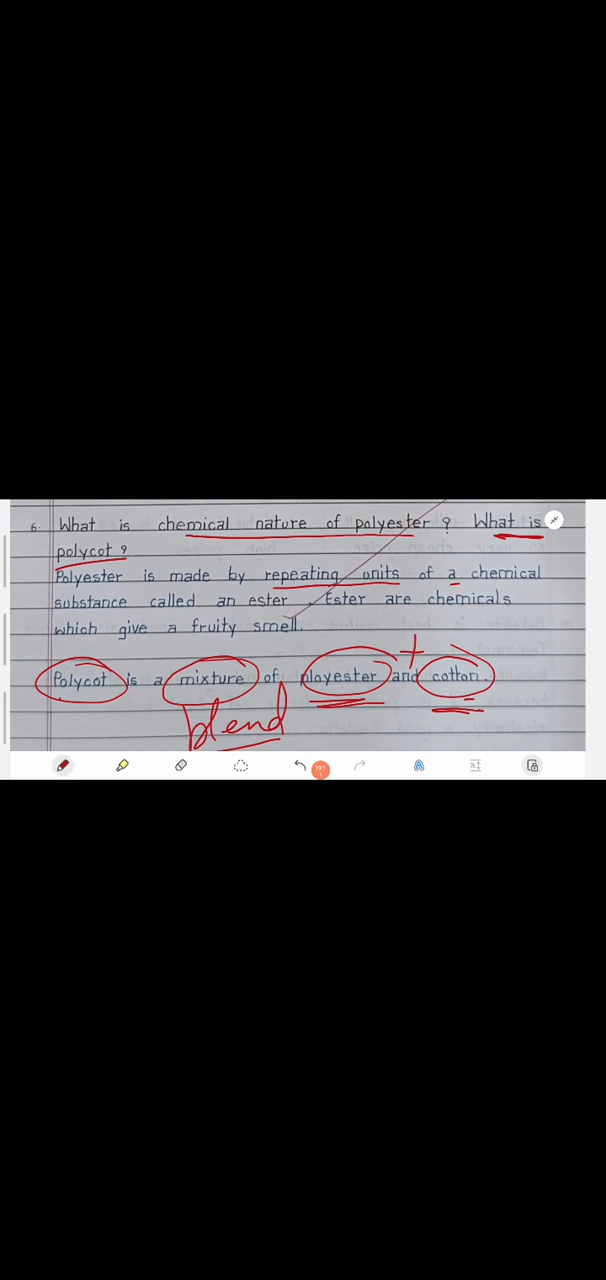 6. What is chemical nature of polyester ? What is
polycot ?
Polyester is made by repeating units of a chemical
substance called an ester . Ester are chemicals
which give a fruity smell.
Polycot is a mixture of ployester + and cotton.
blend